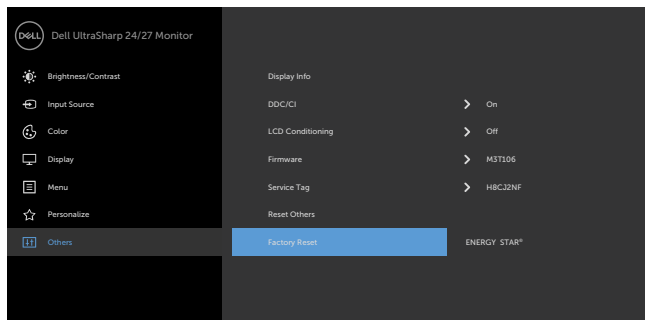 DELL Dell UltraSharp 24/27 Monitor
Brightness/Contrast Display Info
Input Source DDC/CI On
Color LCD Conditioning Off
Display Firmware M3T106
Menu Service Tag H8CJ2NF
Personalize Reset Others
Others Factory Reset ENERGY STAR®